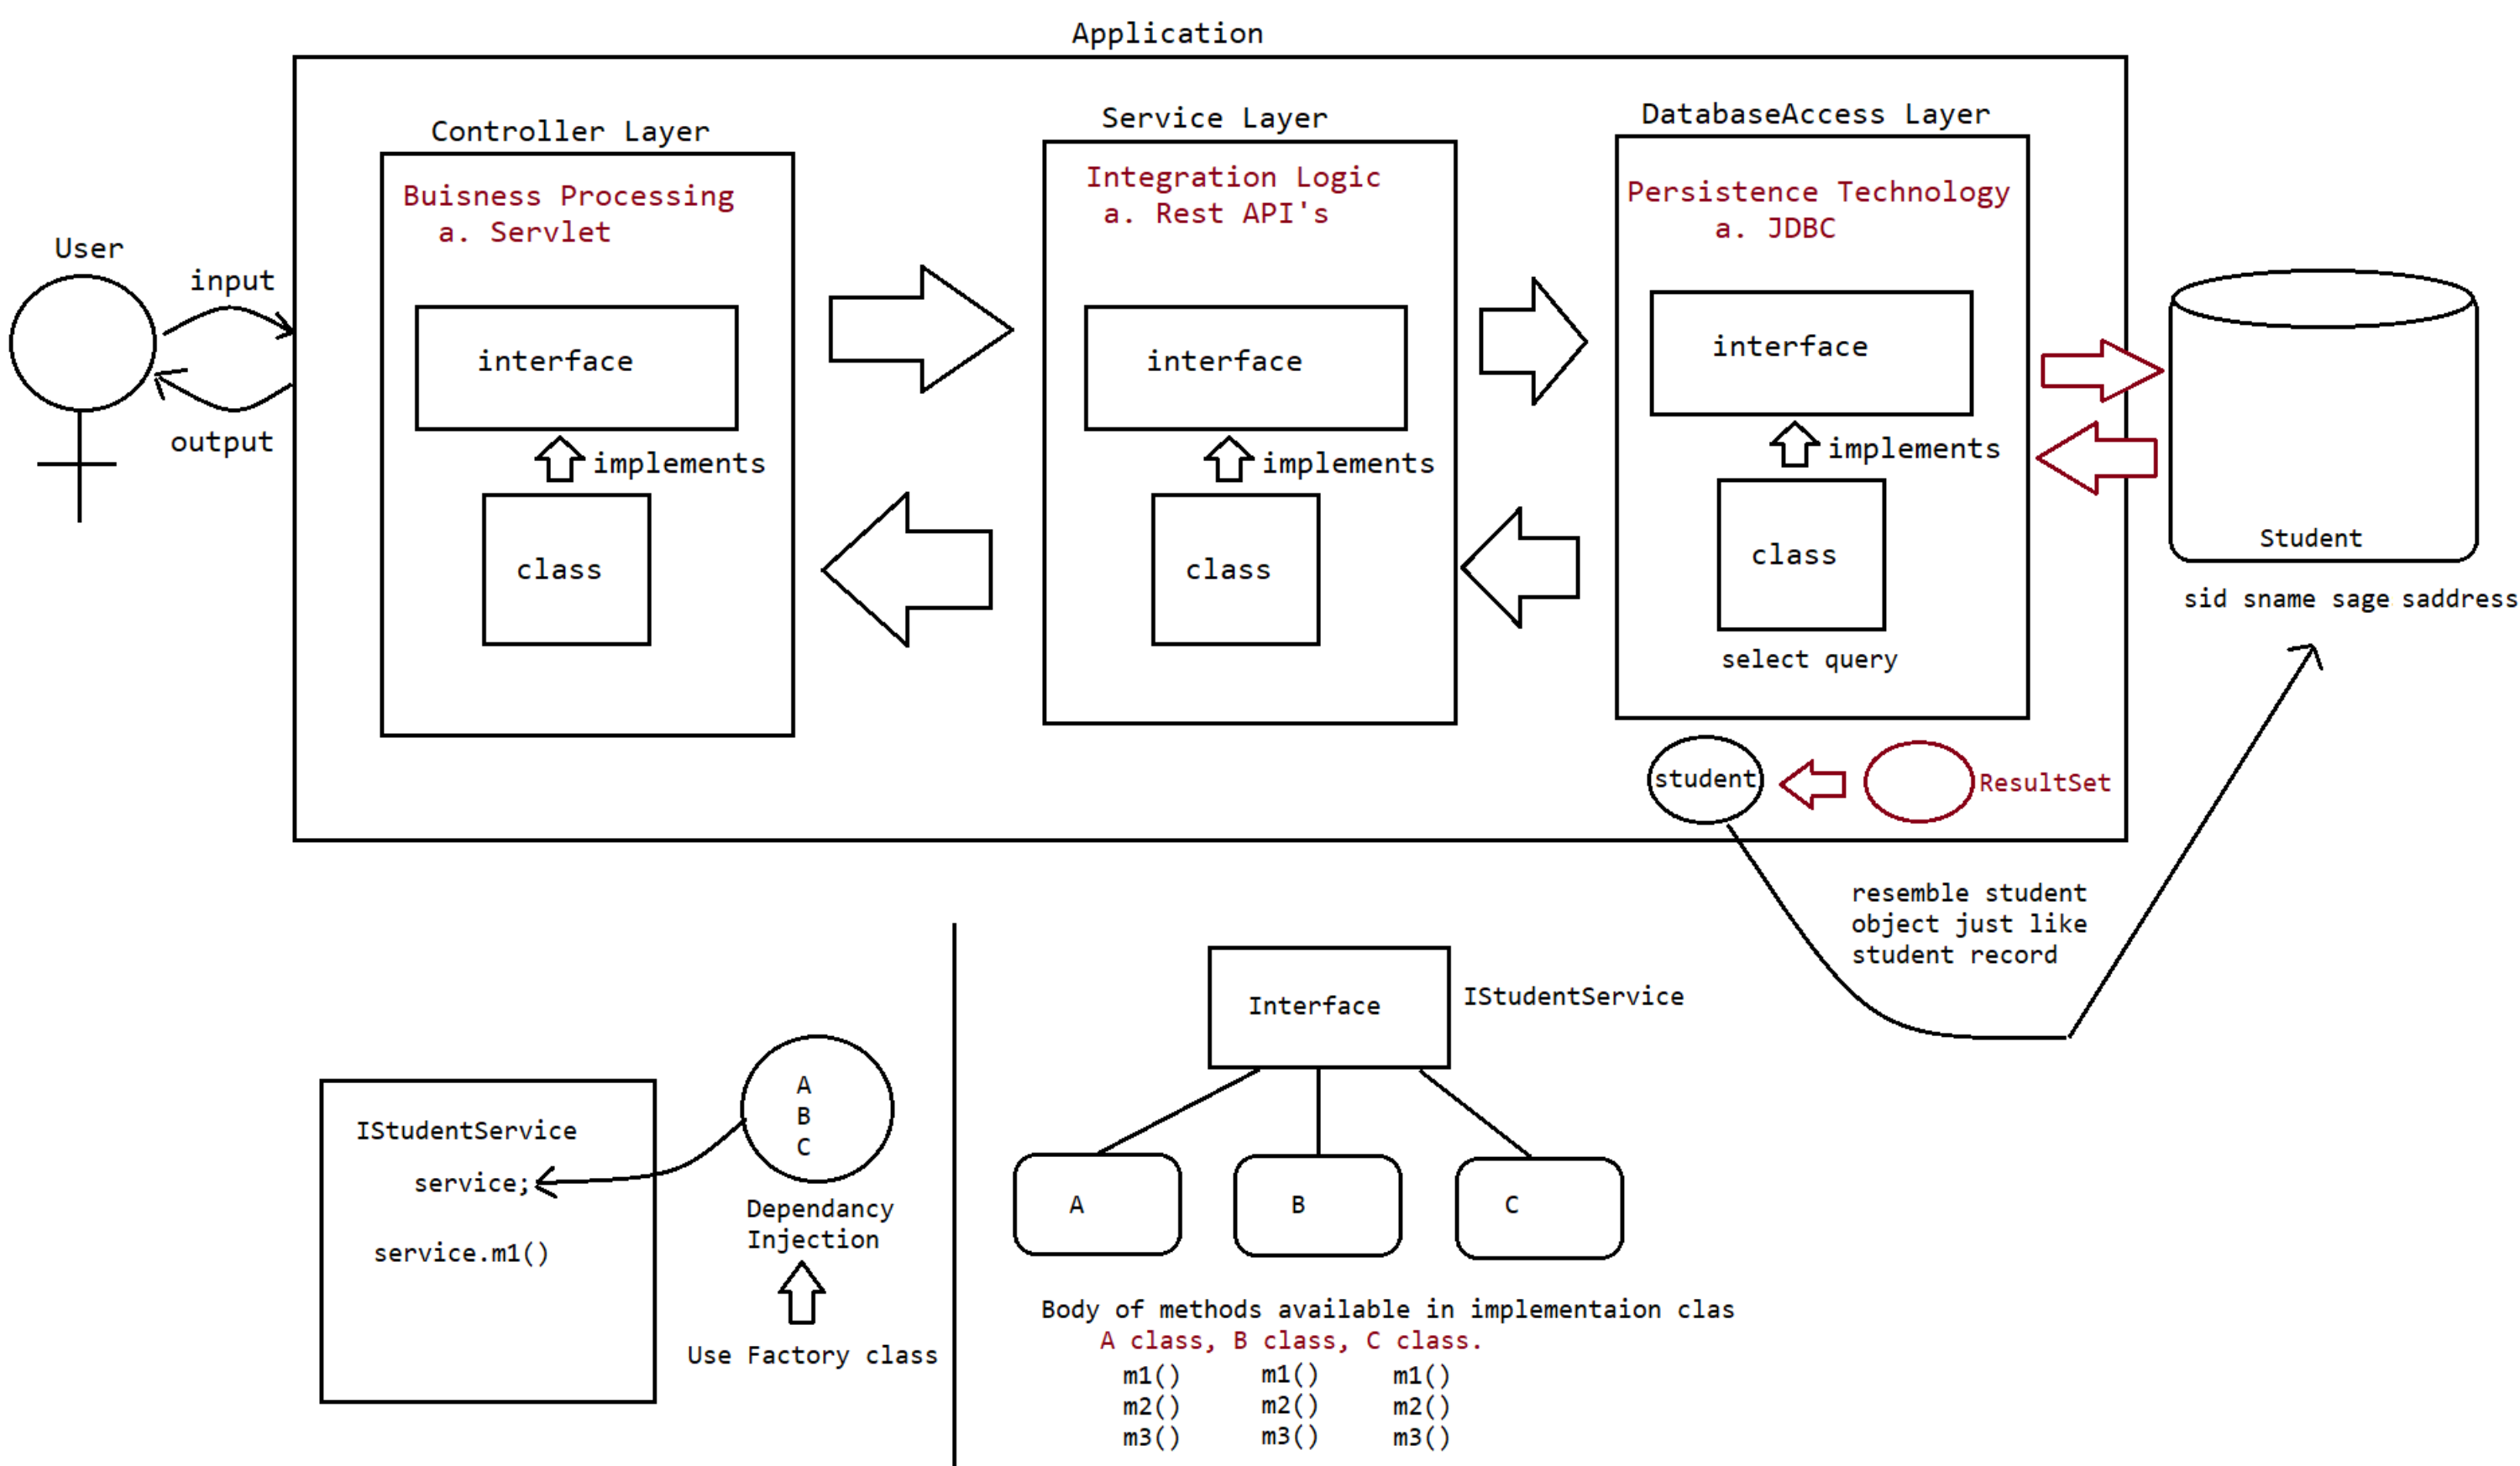 Application
Controller Layer
Service Layer
DatabaseAccess Layer
Buisness Processing
a. Servlet
Integration Logic
a. Rest API's
Persistence Technology
a. JDBC
User
input
output
interface
implements
class
interface
implements
class
interface
implements
class
select query
Student
sid sname sage saddress
student
ResultSet
resemble student
object just like
student record
IStudentService
service;
service.m1()
A
B
C
Dependancy
Injection
Use Factory class
Interface
IStudentService
A
B
C
Body of methods available in implementaion clas
A class, B class, C class.
m1() m1() m1()
m2() m2() m2()
m3() m3() m3()